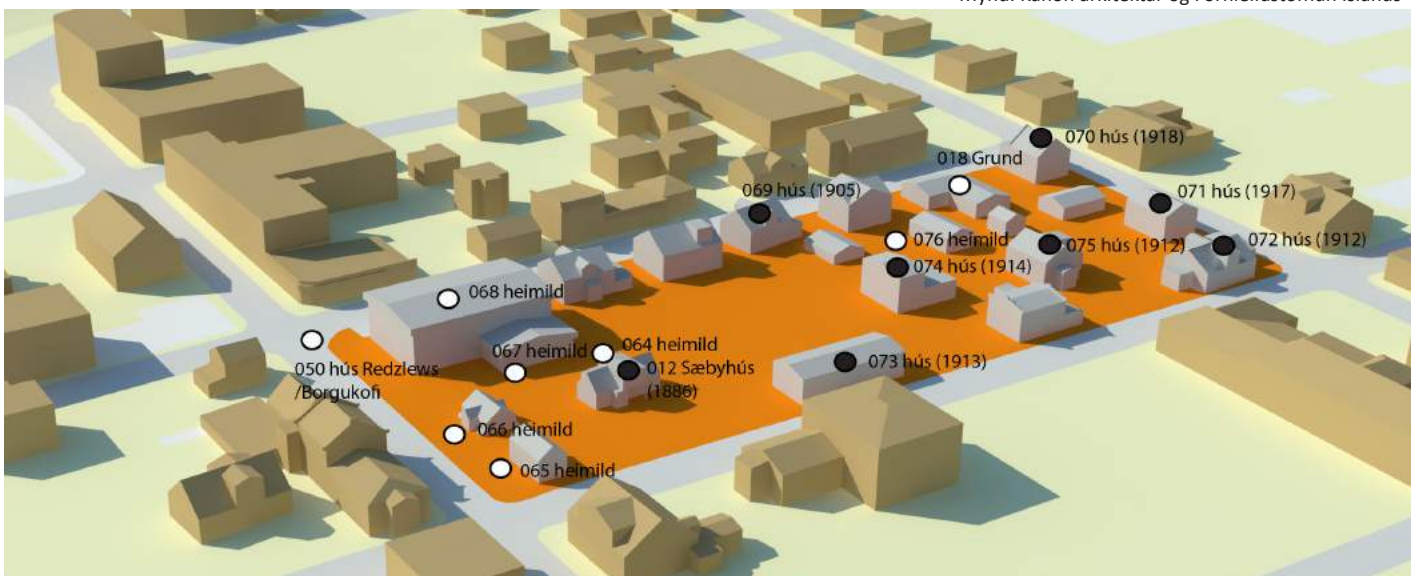 070 hús (1918)
018 Grund
069 hús (1905)
071 hús (1917)
076 heimild
075 hús (1912)
072 hús (1912)
074 hús (1914)
068 heimild
064 heimild
067 heimild
050 hús Redzlews
/Borgukofi
012 Sæbyhús
(1886)
073 hús (1913)
066 heimild
065 heimild